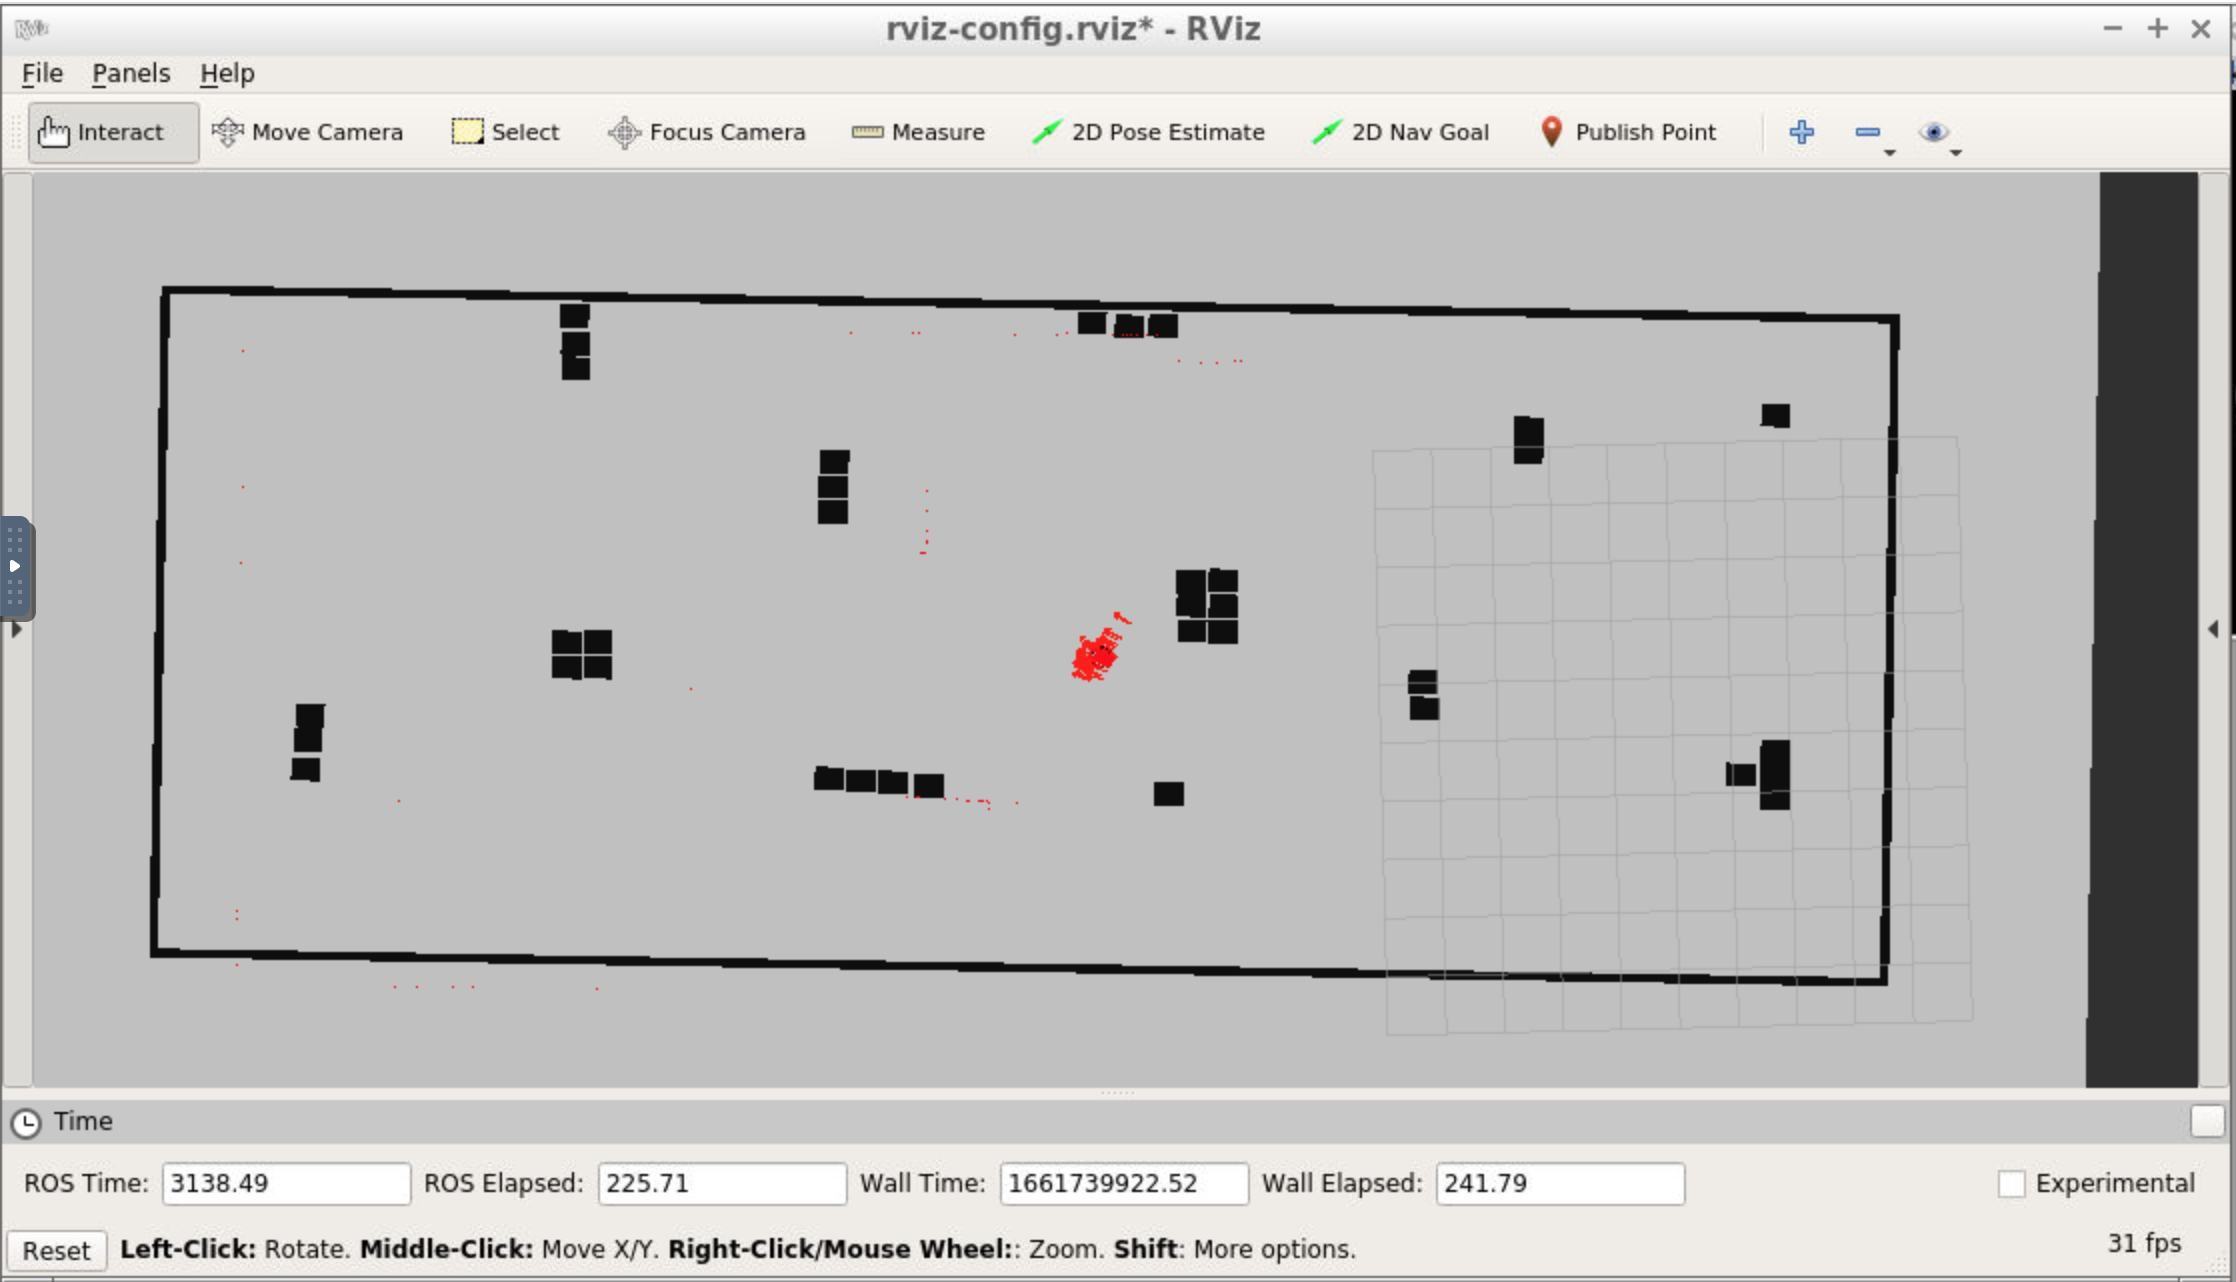 rviz-config.rviz* - RViz
File Panels Help
Interact Move Camera Select Focus Camera Measure 2D Pose Estimate 2D Nav Goal Publish Point
Time
ROS Time: 3138.49 ROS Elapsed: 225.71 Wall Time: 1661739922.52 Wall Elapsed: 241.79 Experimental
Reset Left-Click: Rotate. Middle-Click: Move X/Y. Right-Click/Mouse Wheel:: Zoom. Shift: More options. 31 fps